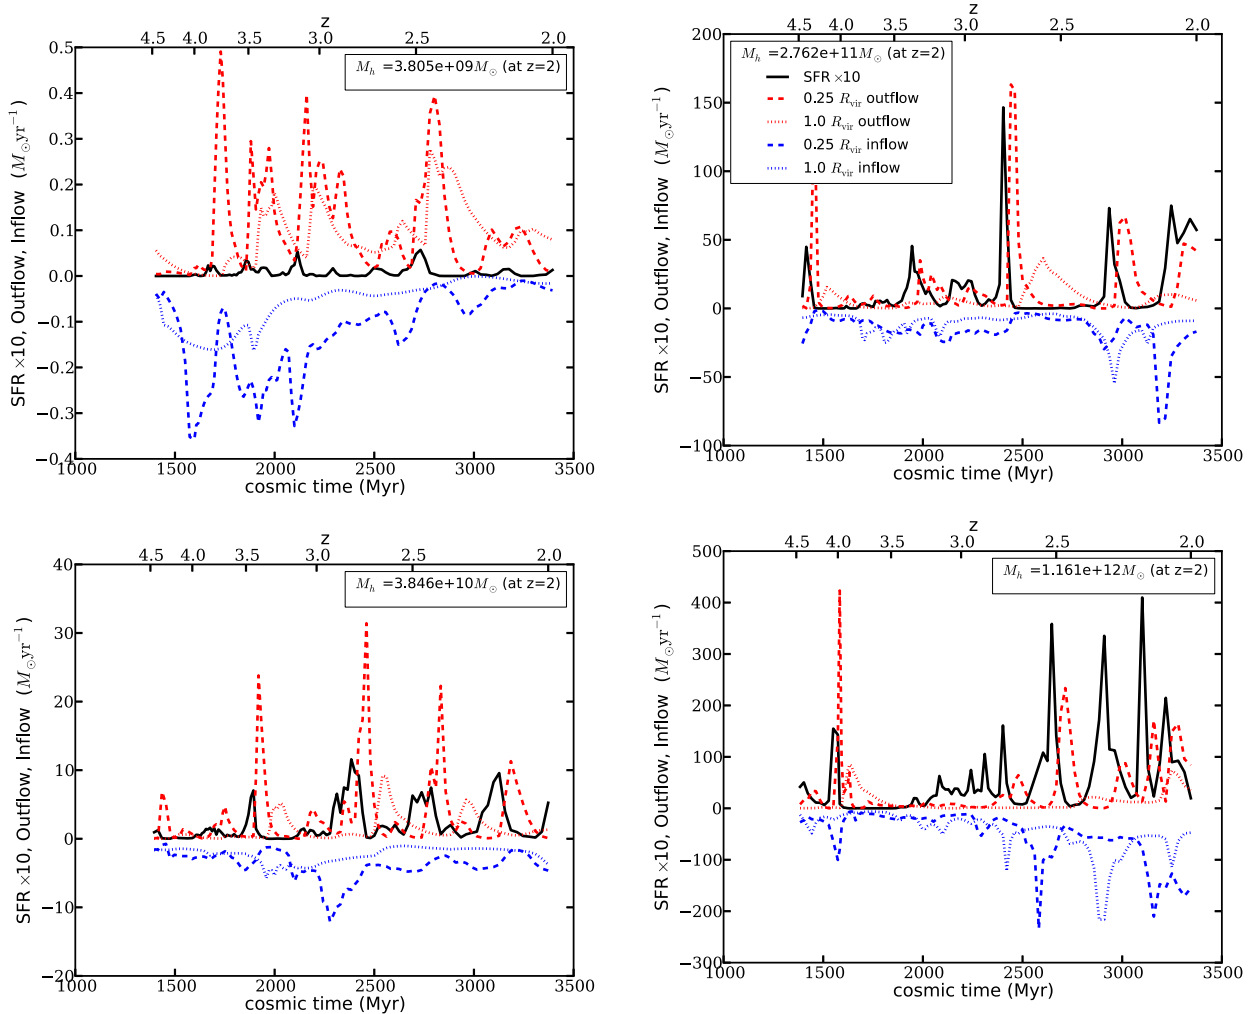 z
4.5 4.0 3.5 3.0 2.5 2.0
M_h =3.805e+09M_⊙ (at z=2)
0.5
0.4
0.3
0.2
0.1
0.0
−0.1
−0.2
−0.3
−0.4
SFR ×10, Outflow, Inflow (M_⊙yr⁻¹)
1000 1500 2000 2500 3000 3500
cosmic time (Myr)
z
4.5 4.0 3.5 3.0 2.5 2.0
M_h =2.762e+11M_⊙ (at z=2)
SFR ×10
0.25 R_vir outflow
1.0 R_vir outflow
0.25 R_vir inflow
1.0 R_vir inflow
200
150
100
50
0
−50
−100
SFR ×10, Outflow, Inflow (M_⊙yr⁻¹)
1000 1500 2000 2500 3000 3500
cosmic time (Myr)
z
4.5 4.0 3.5 3.0 2.5 2.0
M_h =3.846e+10M_⊙ (at z=2)
40
30
20
10
0
−10
−20
SFR ×10, Outflow, Inflow (M_⊙yr⁻¹)
1000 1500 2000 2500 3000 3500
cosmic time (Myr)
z
4.5 4.0 3.5 3.0 2.5 2.0
M_h =1.161e+12M_⊙ (at z=2)
500
400
300
200
100
0
−100
−200
−300
SFR ×10, Outflow, Inflow (M_⊙yr⁻¹)
1000 1500 2000 2500 3000 3500
cosmic time (Myr)